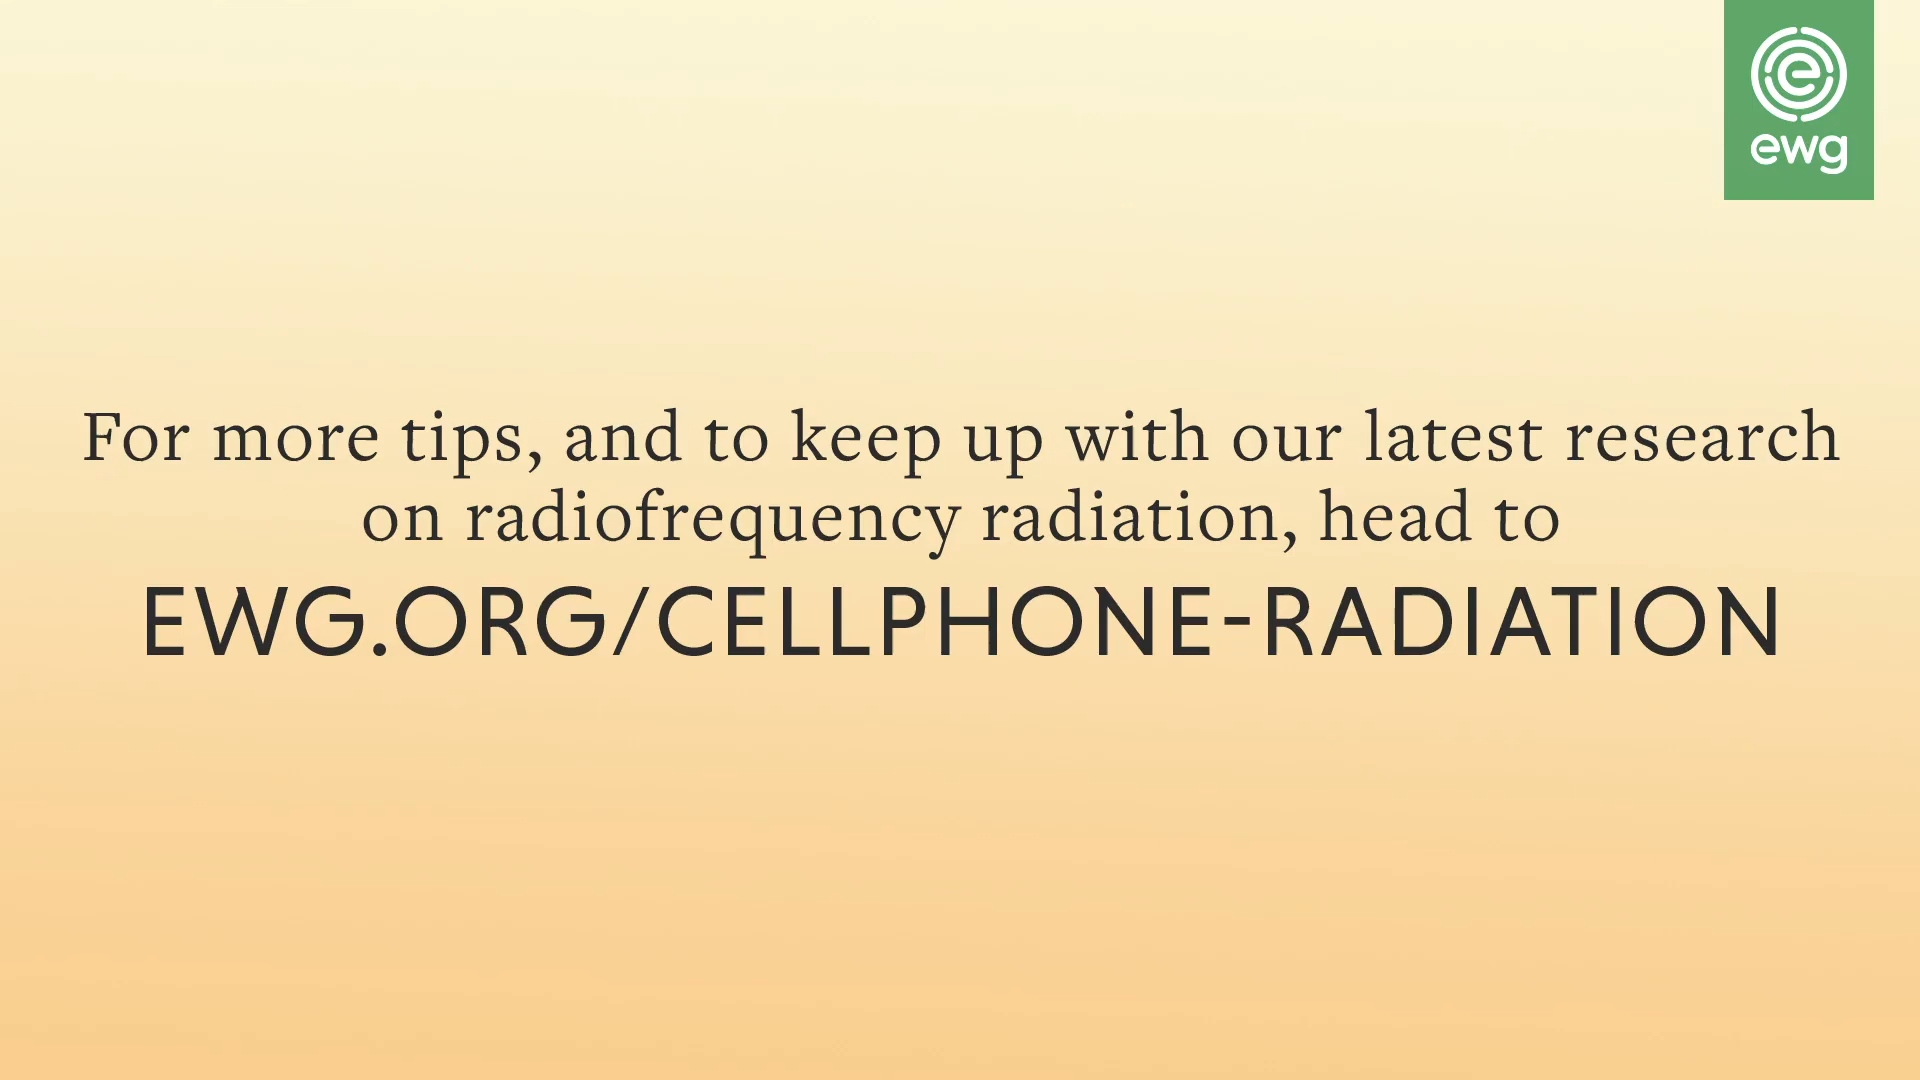 ewg
For more tips, and to keep up with our latest research
on radiofrequency radiation, head to
EWG.ORG/CELLPHONE-RADIATION